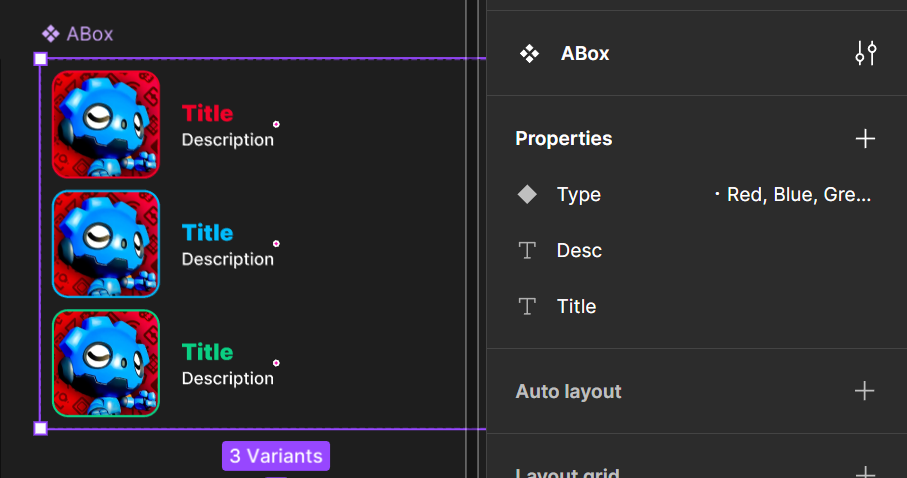 ABox
Title
Description
Title
Description
Title
Description
3 Variants
ABox
Properties
Type
· Red, Blue, Gre...
Desc
Title
Auto layout
Layout grid